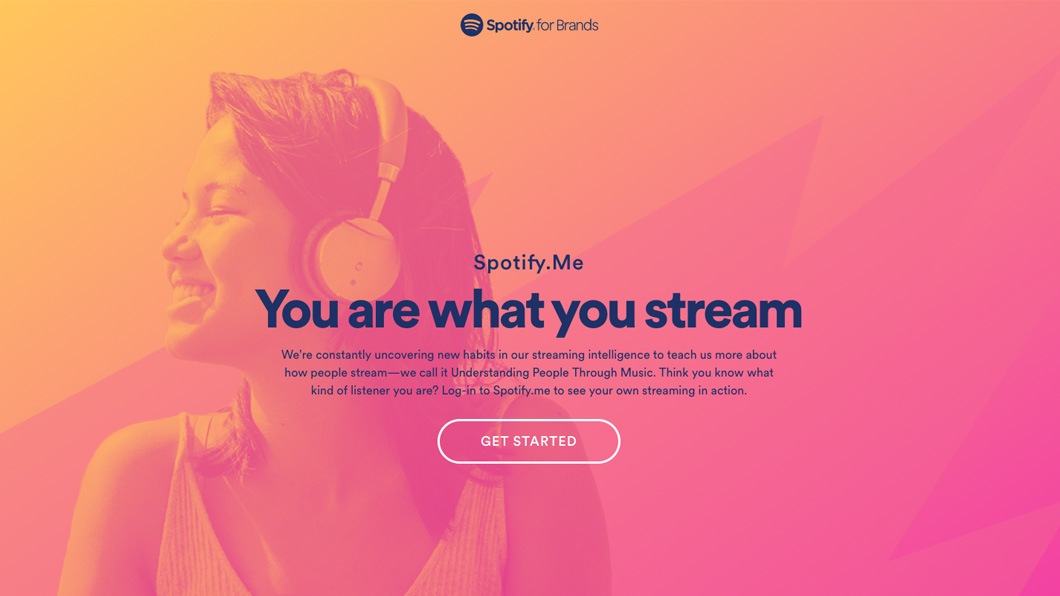 Spotify for Brands
Spotify.Me
You are what you stream
We're constantly uncovering new habits in our streaming intelligence to teach us more about
how people stream—we call it Understanding People Through Music. Think you know what
kind of listener you are? Log-in to Spotify.me to see your own streaming in action.
GET STARTED